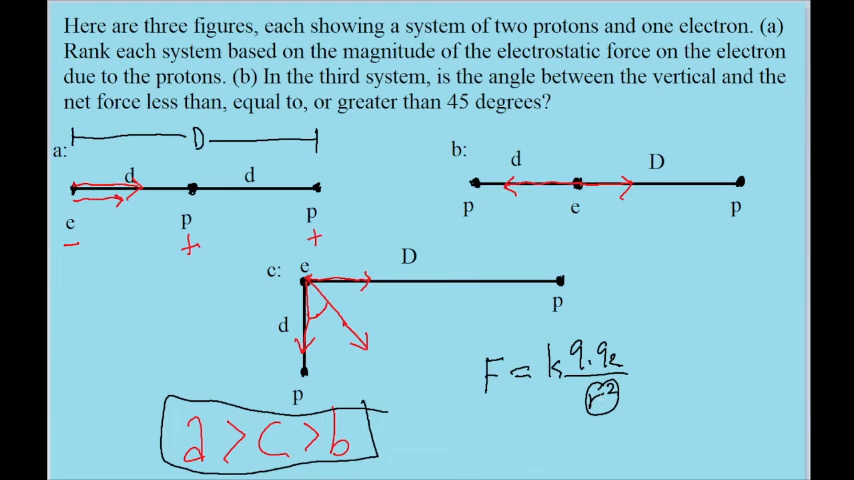 Here are three figures, each showing a system of two protons and one electron. (a)
Rank each system based on the magnitude of the electrostatic force on the electron
due to the protons. (b) In the third system, is the angle between the vertical and the
net force less than, equal to, or greater than 45 degrees?
D
a:
d d
e p p
- + +
b:
d D
p e p
c: e D
p
d
p
F = k q₁q₂ / r²
a > c > b